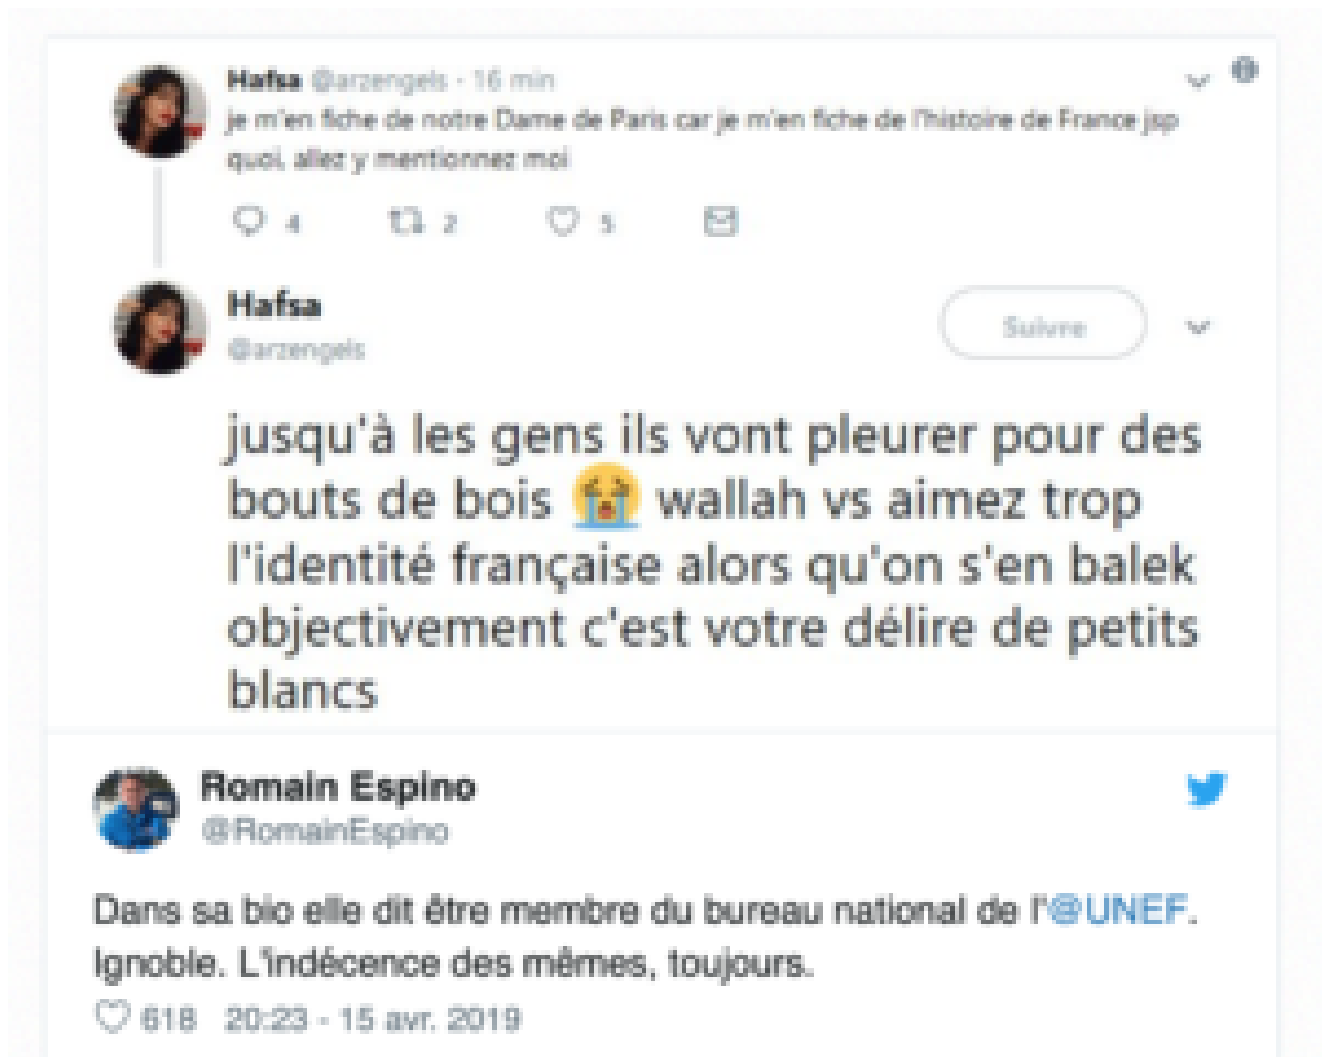 Hafsa @arzengels · 16 min
je m'en fiche de notre Dame de Paris car je m'en fiche de l'histoire de France jsp
quoi, allez y mentionnez moi
4 2 5
Hafsa
Suivre
@arzengels
jusqu'à les gens ils vont pleurer pour des
bouts de bois 😭 wallah vs aimez trop
l'identité française alors qu'on s'en balek
objectivement c'est votre délire de petits
blancs
Romain Espino
@RomainEspino
Dans sa bio elle dit être membre du bureau national de l'@UNEF.
Ignoble. L'indécence des mêmes, toujours.
618 20:23 - 15 avr. 2019